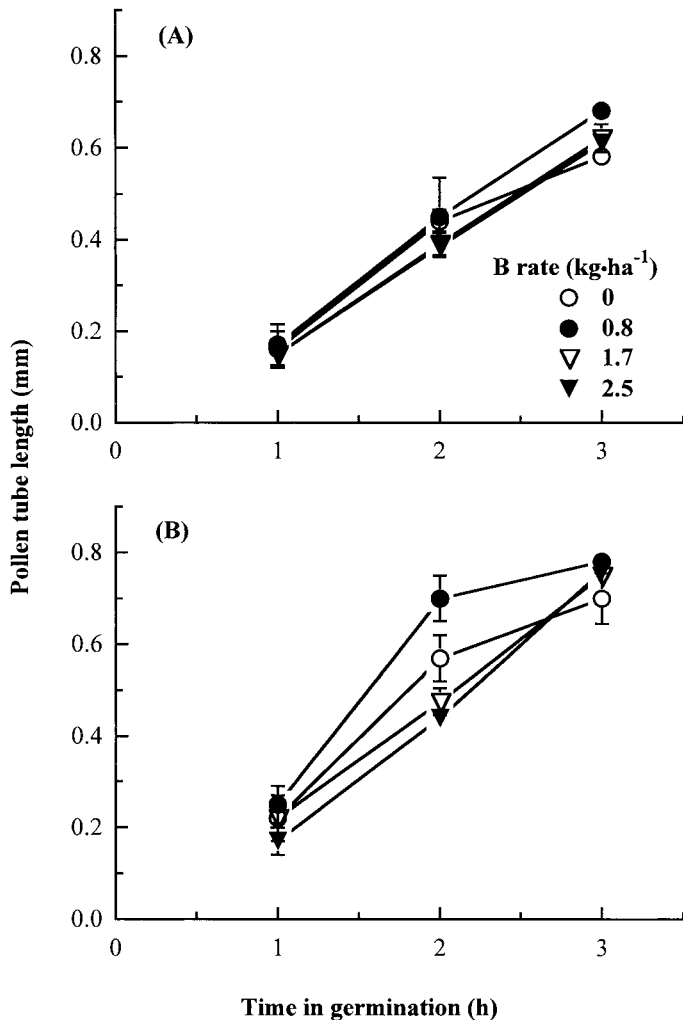 (A)
0.8
0.6
0.4
0.2
0.0
B rate (kg·ha⁻¹)
0
0.8
1.7
2.5
0 1 2 3
Pollen tube length (mm)
(B)
0.8
0.6
0.4
0.2
0.0
0 1 2 3
Time in germination (h)